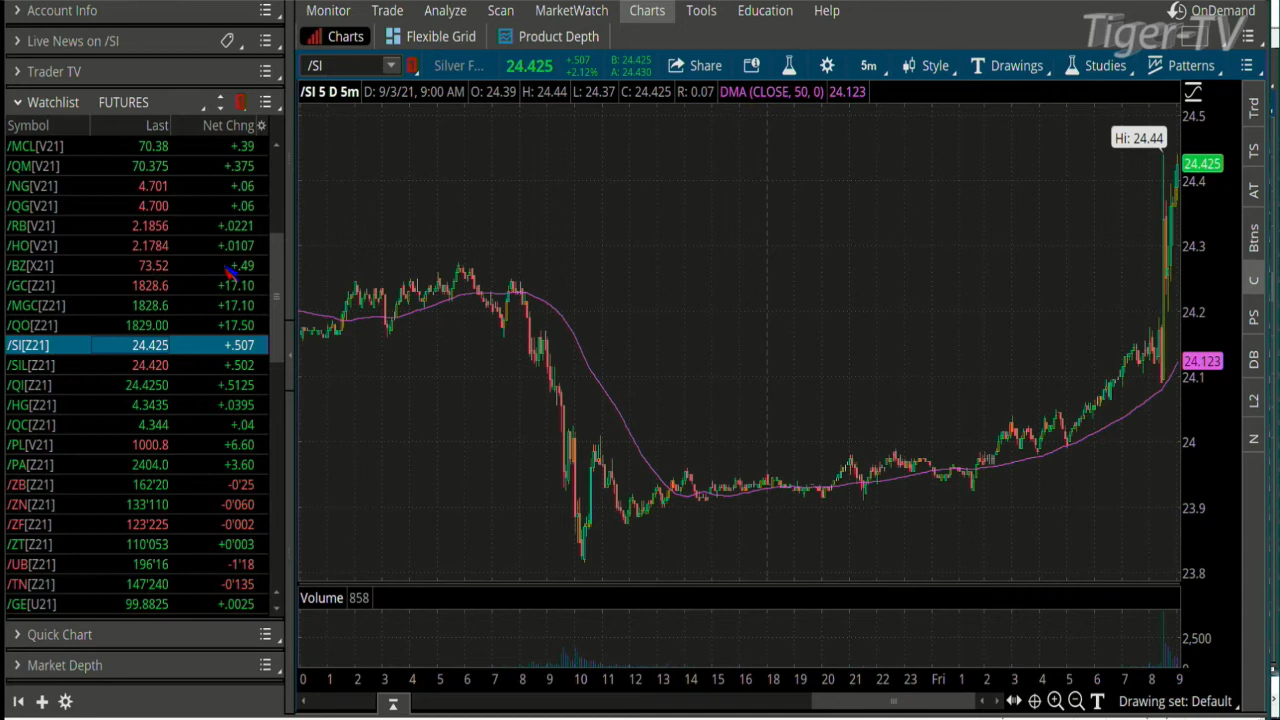 Account Info
Monitor Trade Analyze Scan MarketWatch Charts Tools Education Help OnDemand
Tiger-TV
Live News on /SI
Charts Flexible Grid Product Depth
Trader TV
/SI Silver F... 24.425 +.507 +2.12% B: 24.425 A: 24.430 Share 5m Style Drawings Studies Patterns
Watchlist FUTURES
/SI 5 D 5m D: 9/3/21, 9:00 AM O: 24.39 H: 24.44 L: 24.37 C: 24.425 R: 0.07 DMA (CLOSE, 50, 0) 24.123
Symbol Last Net Chng
/MCL[V21] 70.38 +.39
/QM[V21] 70.375 +.375
/NG[V21] 4.701 +.06
/QG[V21] 4.700 +.06
/RB[V21] 2.1856 +.0221
/HO[V21] 2.1784 +.0107
/BZ[X21] 73.52 +.49
/GC[Z21] 1828.6 +17.10
/MGC[Z21] 1828.6 +17.10
/QO[Z21] 1829.00 +17.50
/SI[Z21] 24.425 +.507
/SIL[Z21] 24.420 +.502
/QI[Z21] 24.4250 +.5125
/HG[Z21] 4.3435 +.0395
/QC[Z21] 4.344 +.04
/PL[V21] 1000.8 +6.60
/PA[Z21] 2404.0 +3.60
/ZB[Z21] 162'20 -0'25
/ZN[Z21] 133'110 -0'060
/ZF[Z21] 123'225 -0'002
/ZT[Z21] 110'053 +0'003
/UB[Z21] 196'16 -1'18
/TN[Z21] 147'240 -0'135
/GE[U21] 99.8825 +.0025
Quick Chart
Market Depth
Hi: 24.44
24.5
24.425
24.4
24.3
24.2
24.123
24.1
24
23.9
23.8
Trd
TS
AT
Btns
C
PS
DB
L2
N
Volume 858
2,500
0
0 1 2 3 4 5 6 7 8 9 10 11 12 13 14 15 16 17 18 19 20 21 22 23 Fri 1 2 3 4 5 6 7 8 9
Drawing set: Default